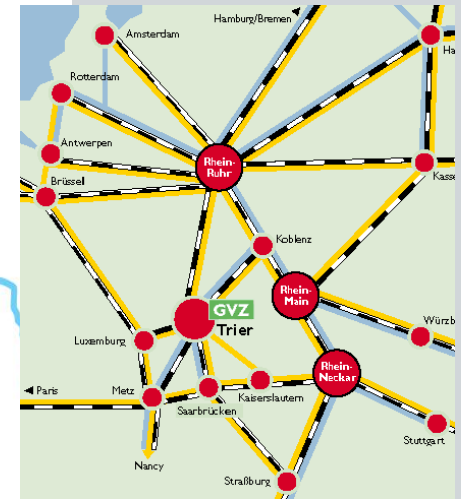 Hamburg/Bremen
Amsterdam
Ha
Rotterdam
Antwerpen
Rhein-
Ruhr
Kasse
Brüssel
Koblenz
Rhein-
Main
GVZ
Trier
Würzb
Luxemburg
Rhein-
Neckar
Paris
Metz
Kaiserslautern
Saarbrücken
Stuttgart
Nancy
Straßburg